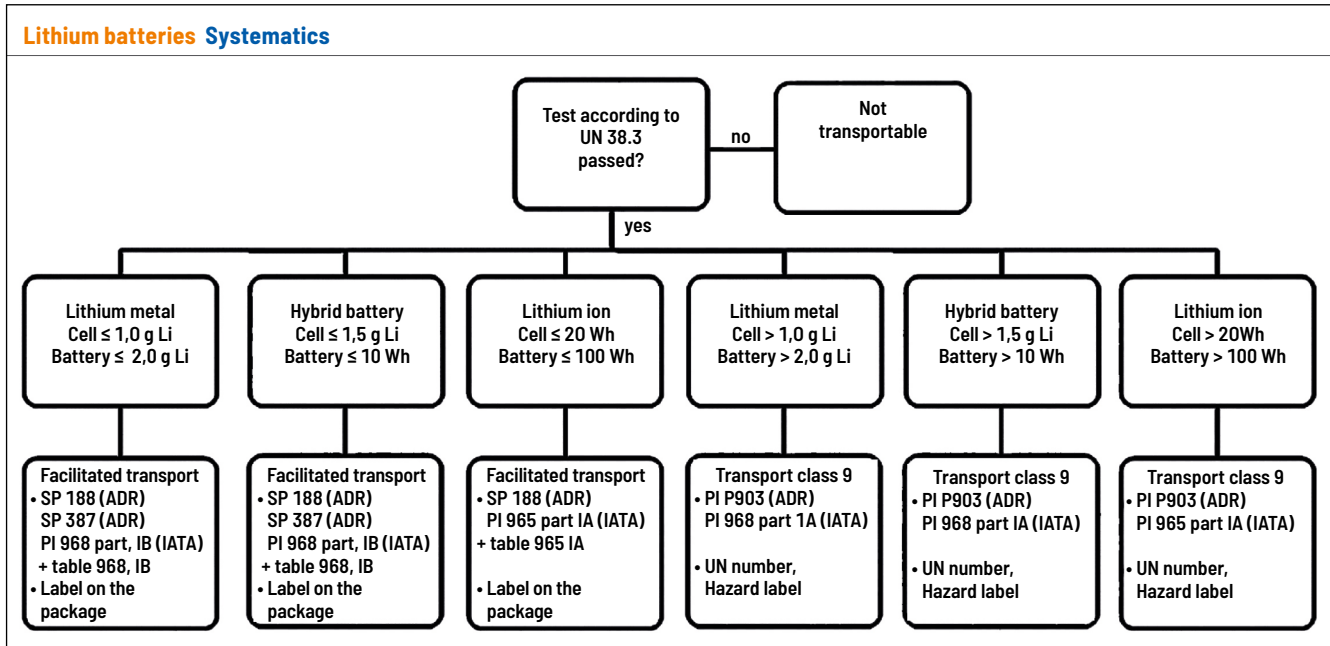 Lithium batteries Systematics
Test according to
UN 38.3
passed?
no
Not
transportable
yes
Lithium metal
Cell ≤ 1,0 g Li
Battery ≤ 2,0 g Li
Hybrid battery
Cell ≤ 1,5 g Li
Battery ≤ 10 Wh
Lithium ion
Cell ≤ 20 Wh
Battery ≤ 100 Wh
Lithium metal
Cell > 1,0 g Li
Battery > 2,0 g Li
Hybrid battery
Cell > 1,5 g Li
Battery > 10 Wh
Lithium ion
Cell > 20Wh
Battery > 100 Wh
Facilitated transport
• SP 188 (ADR)
SP 387 (ADR)
PI 968 part, IB (IATA)
+ table 968, IB
• Label on the
package
Facilitated transport
• SP 188 (ADR)
SP 387 (ADR)
PI 968 part, IB (IATA)
+ table 968, IB
• Label on the
package
Facilitated transport
• SP 188 (ADR)
PI 965 part IA (IATA)
+ table 965 IA
• Label on the
package
Transport class 9
• PI P903 (ADR)
PI 968 part 1A (IATA)
• UN number,
Hazard label
Transport class 9
• PI P903 (ADR)
PI 968 part IA (IATA)
• UN number,
Hazard label
Transport class 9
• PI P903 (ADR)
PI 965 part IA (IATA)
• UN number,
Hazard label